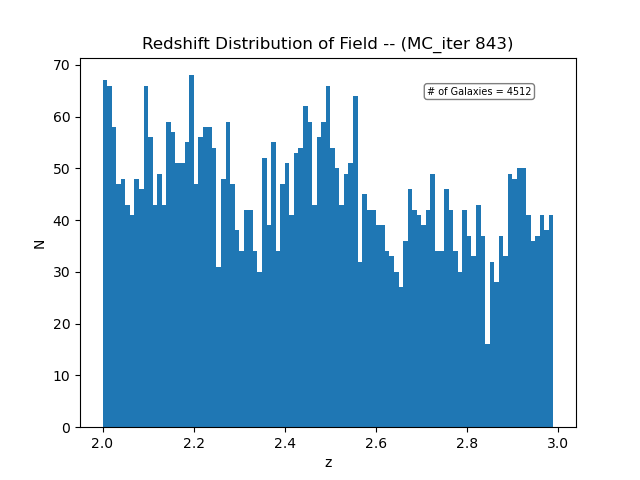 Redshift Distribution of Field -- (MC_iter 843)
# of Galaxies = 4512
N
70
60
50
40
30
20
10
0
2.0 2.2 2.4 2.6 2.8 3.0
z